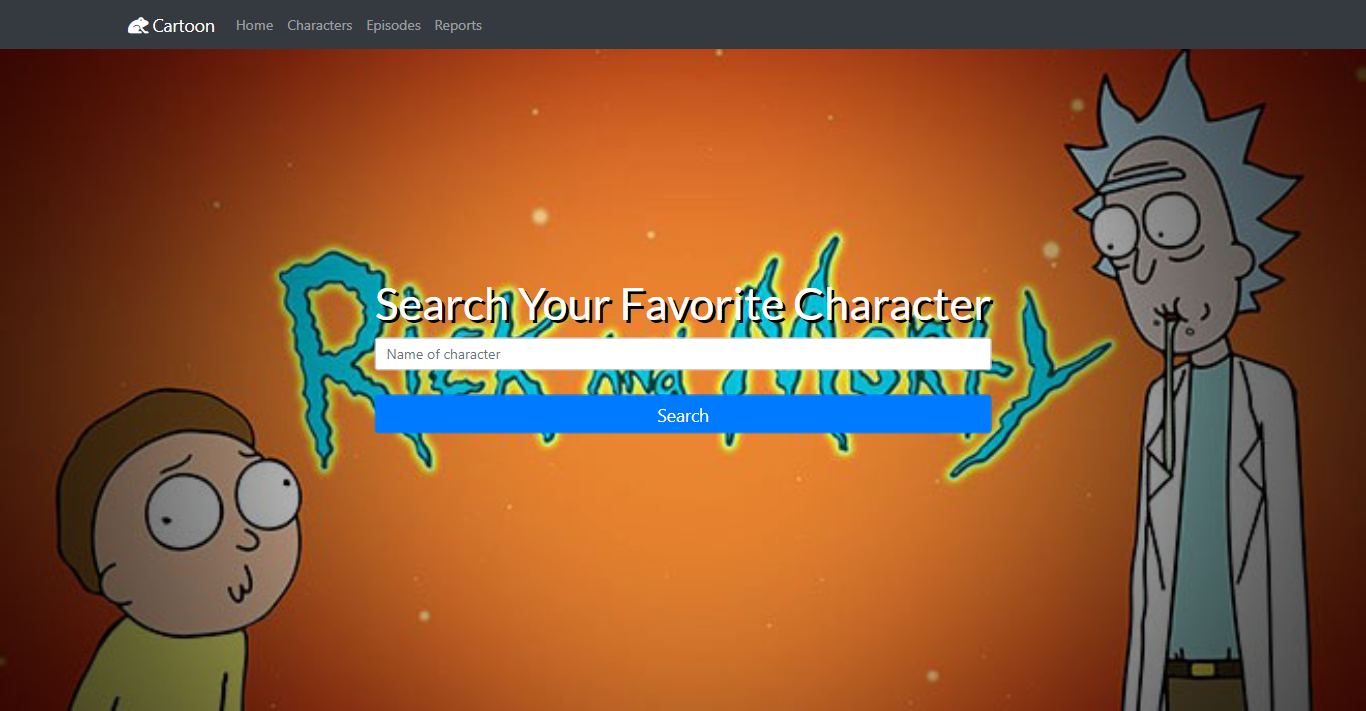 Cartoon Home Characters Episodes Reports
Search Your Favorite Character
Rick and Morty
Name of character
Search